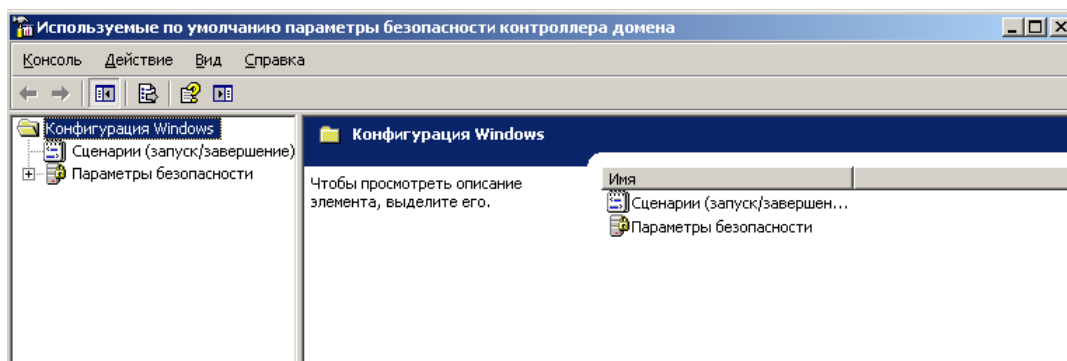 Используемые по умолчанию параметры безопасности контроллера домена
Консоль Действие Вид Справка
Конфигурация Windows
Сценарии (запуск/завершение)
Параметры безопасности
Конфигурация Windows
Чтобы просмотреть описание
элемента, выделите его.
Имя
Сценарии (запуск/завершен...
Параметры безопасности